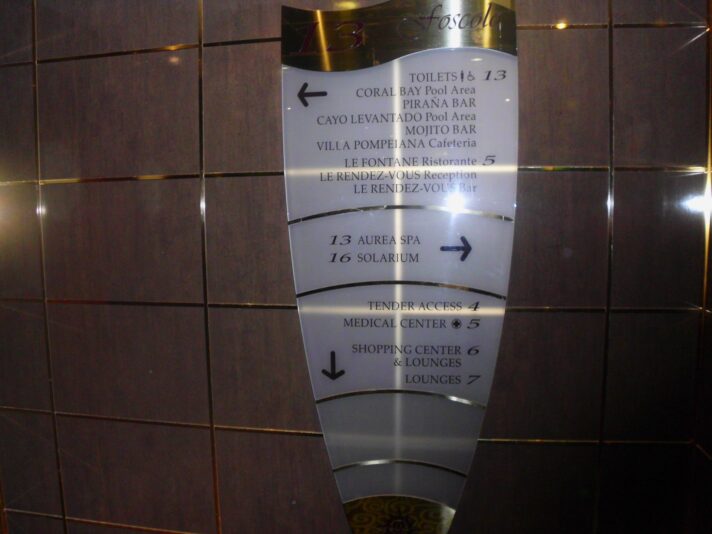 13 foscolo
TOILETS 13
CORAL BAY Pool Area
PIRAÑA BAR
CAYO LEVANTADO Pool Area
MOJITO BAR
VILLA POMPEIANA Cafeteria
LE FONTANE Ristorante 5
LE RENDEZ-VOUS Reception
LE RENDEZ-VOUS Bar
13 AUREA SPA
16 SOLARIUM
TENDER ACCESS 4
MEDICAL CENTER 5
SHOPPING CENTER 6
& LOUNGES
LOUNGES 7